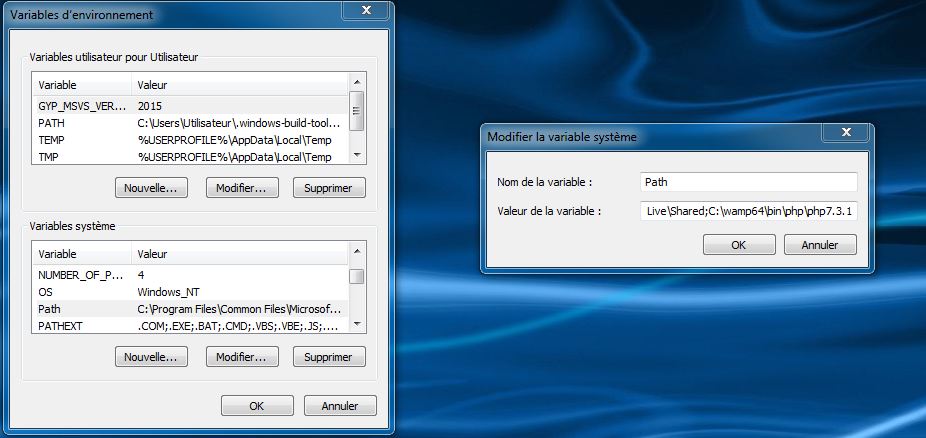 Variables d'environnement
Variables utilisateur pour Utilisateur
Variable Valeur
GYP_MSVS_VER... 2015
PATH C:\Users\Utilisateur\.windows-build-tool...
TEMP %USERPROFILE%\AppData\Local\Temp
TMP %USERPROFILE%\AppData\Local\Temp
Nouvelle... Modifier... Supprimer
Variables système
Variable Valeur
NUMBER_OF_P... 4
OS Windows_NT
Path C:\Program Files\Common Files\Microsof...
PATHEXT .COM;.EXE;.BAT;.CMD;.VBS;.VBE;.JS;....
Nouvelle... Modifier... Supprimer
OK Annuler
Modifier la variable système
Nom de la variable : Path
Valeur de la variable : Live\Shared;C:\wamp64\bin\php\php7.3.1
OK Annuler